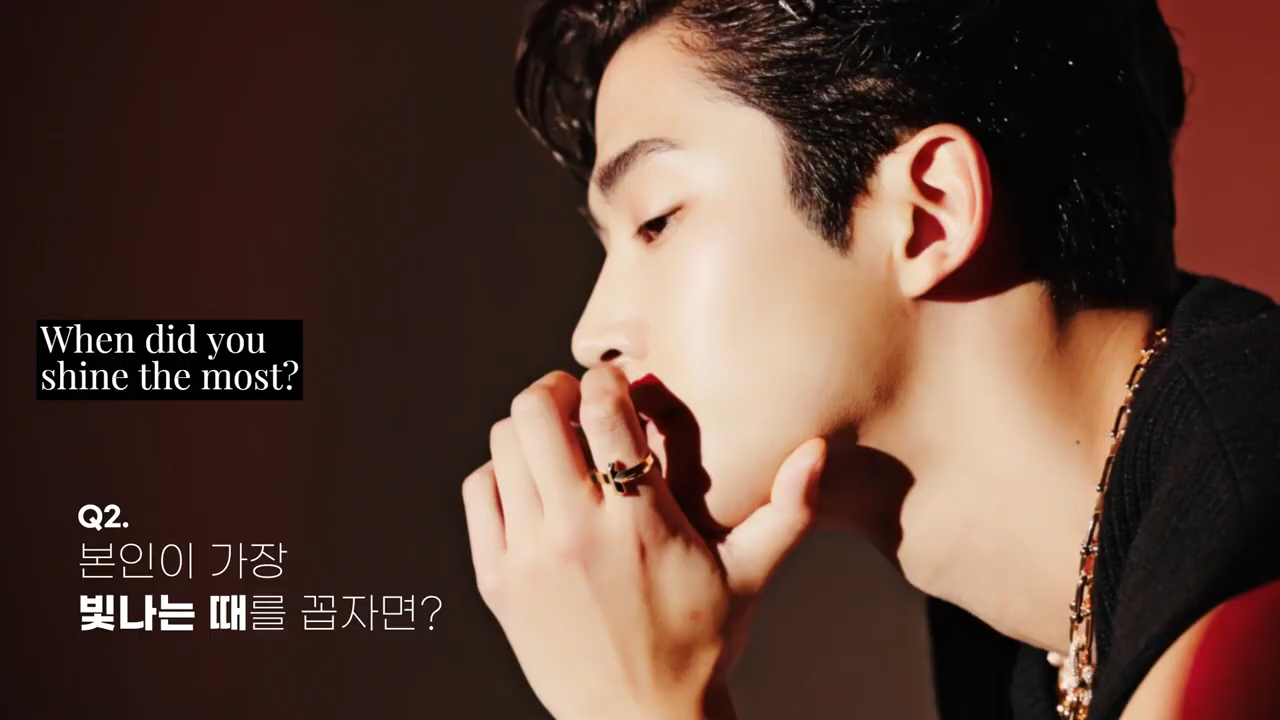 When did you
shine the most?
Q2.
본인이 가장
빛나는 때를 꼽자면?